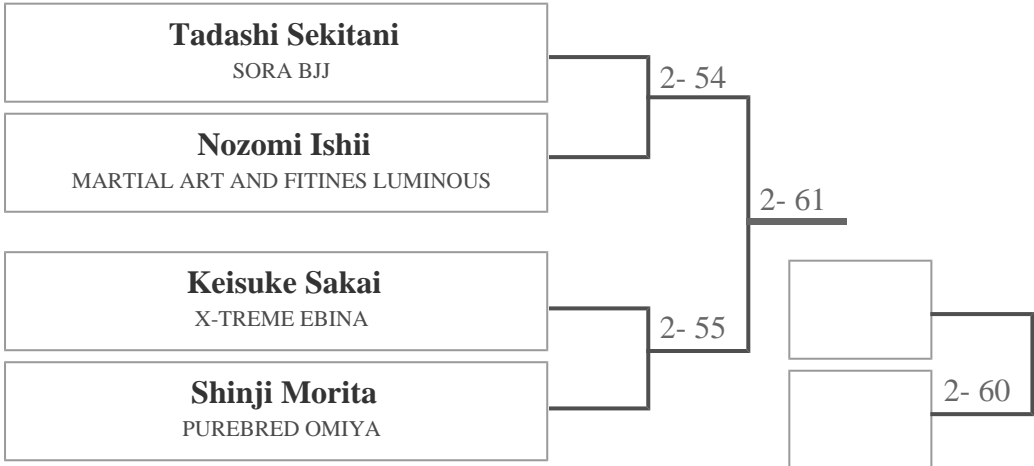 Tadashi Sekitani
SORA BJJ
2- 54
Nozomi Ishii
MARTIAL ART AND FITINES LUMINOUS
2- 61
Keisuke Sakai
X-TREME EBINA
2- 55
Shinji Morita
PUREBRED OMIYA
2- 60